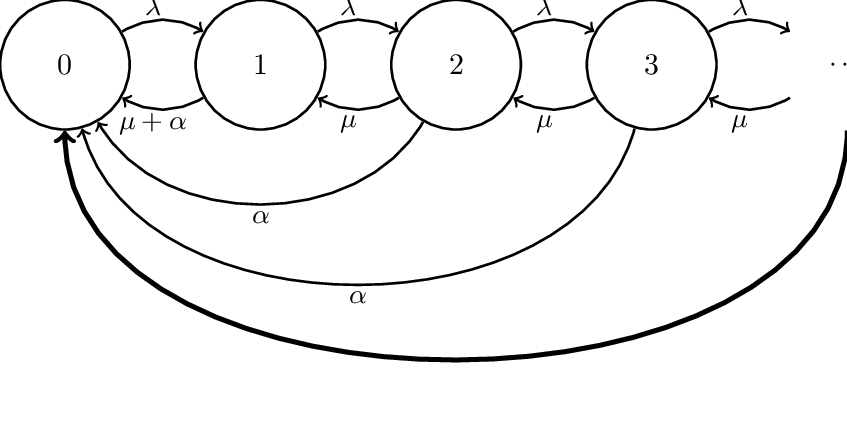 λ λ λ λ
0 1 2 3 ..
μ + α μ μ μ
α
α